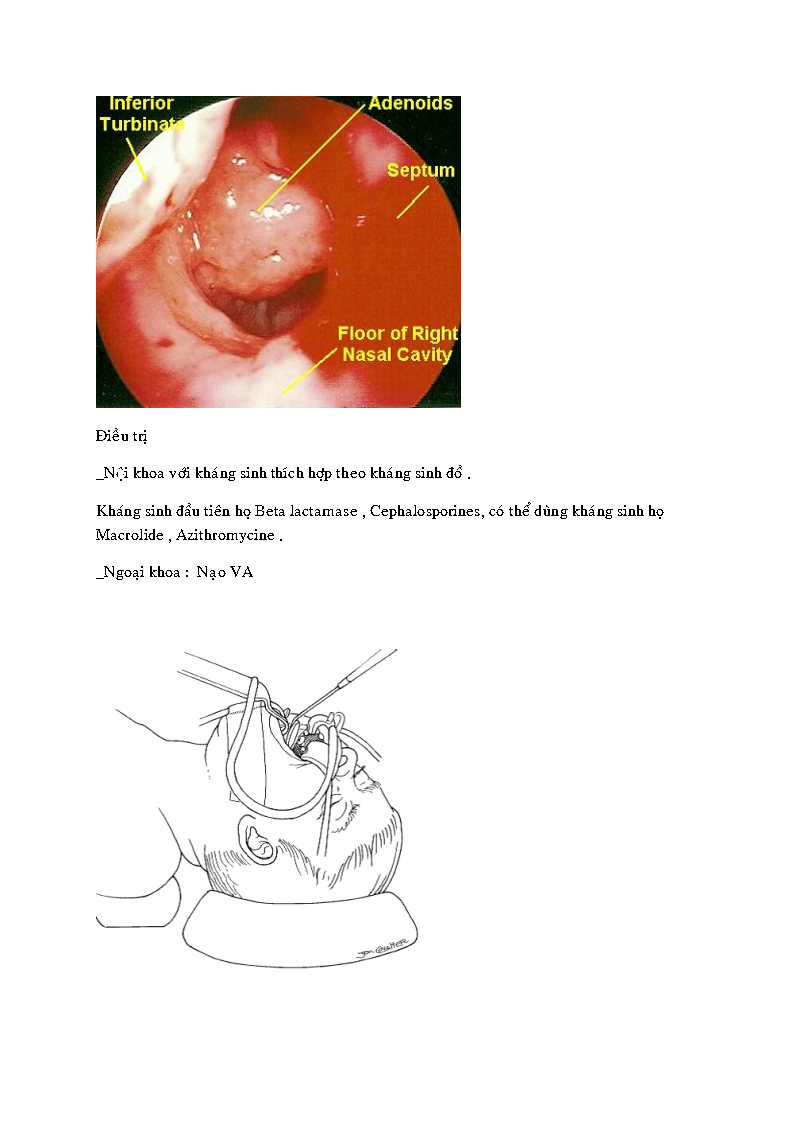 Inferior
Turbinate
Adenoids
Septum
Floor of Right
Nasal Cavity
Điều trị
_Nội khoa với kháng sinh thích hợp theo kháng sinh đồ .
Kháng sinh đầu tiên họ Beta lactamase , Cephalosporines, có thể dùng kháng sinh họ
Macrolide , Azithromycine .
_Ngoại khoa : Nạo VA